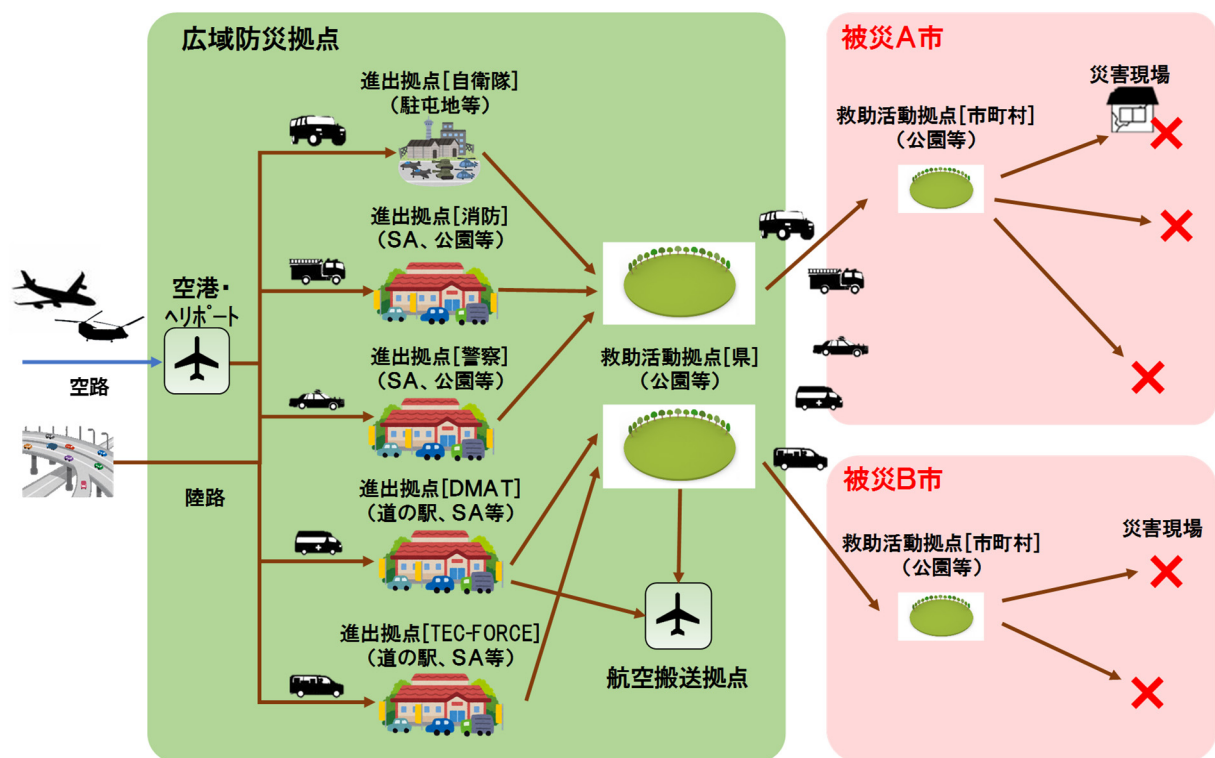 広域防災拠点
進出拠点[自衛隊]
(駐屯地等)
進出拠点[消防]
(SA、公園等)
進出拠点[警察]
(SA、公園等)
進出拠点[DMAT]
(道の駅、SA等)
進出拠点[TEC-FORCE]
(道の駅、SA等)
空港・
ヘリポート
空路
陸路
救助活動拠点[県]
(公園等)
航空搬送拠点
被災A市
災害現場
救助活動拠点[市町村]
(公園等)
被災B市
災害現場
救助活動拠点[市町村]
(公園等)